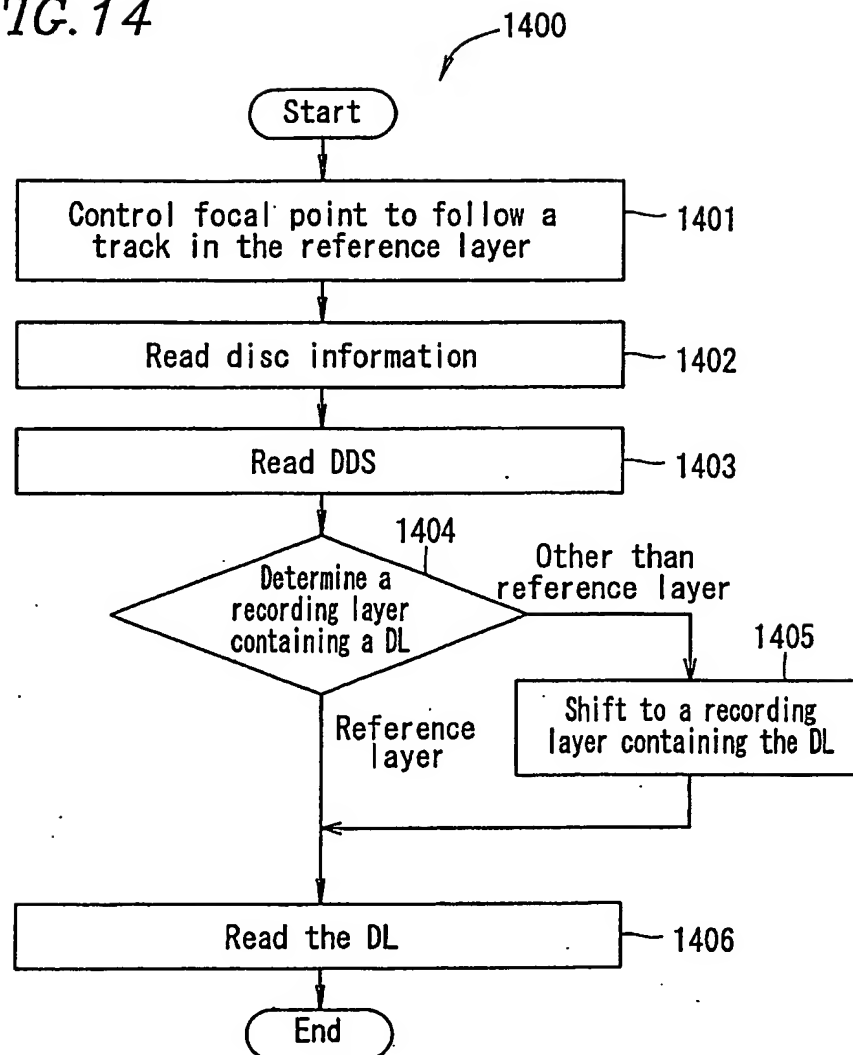 IG. 14
1400
Start
Control focal point to follow a
track in the reference layer
1401
Read disc information
1402
Read DDS
1403
1404
Determine a
recording layer
containing a DL
Other than
reference layer
1405
Shift to a recording
layer containing the DL
Reference
layer
Read the DL
1406
End